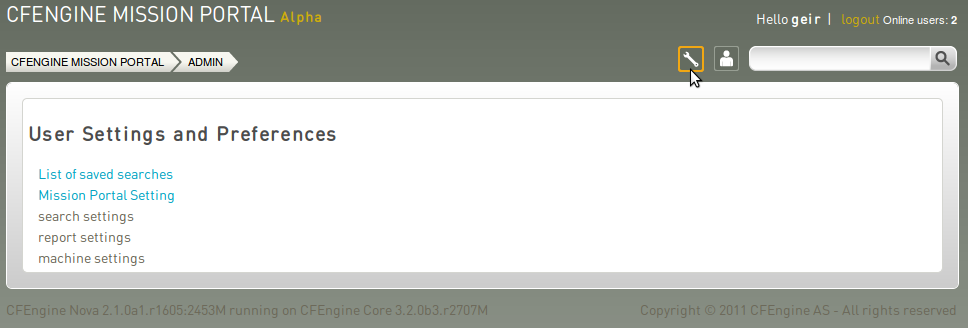 CFENGINE MISSION PORTAL Alpha
Hello geir | logout Online users: 2
CFENGINE MISSION PORTAL ADMIN
User Settings and Preferences
List of saved searches
Mission Portal Setting
search settings
report settings
machine settings
CFEngine Nova 2.1.0a1.r1605:2453M running on CFEngine Core 3.2.0b3.r2707M
Copyright © 2011 CFEngine AS - All rights reserved